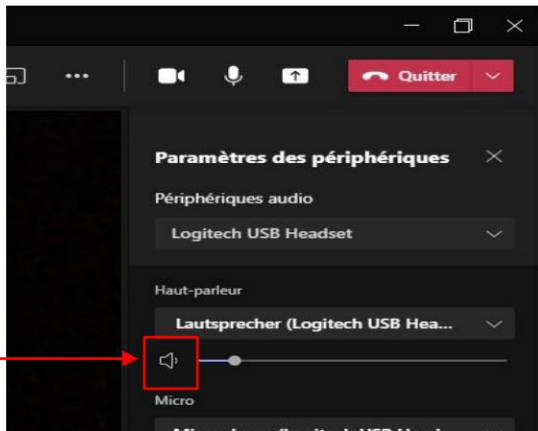 Quitter
Paramètres des périphériques
Périphériques audio
Logitech USB Headset
Haut-parleur
Lautsprecher (Logitech USB Hea...
Micro